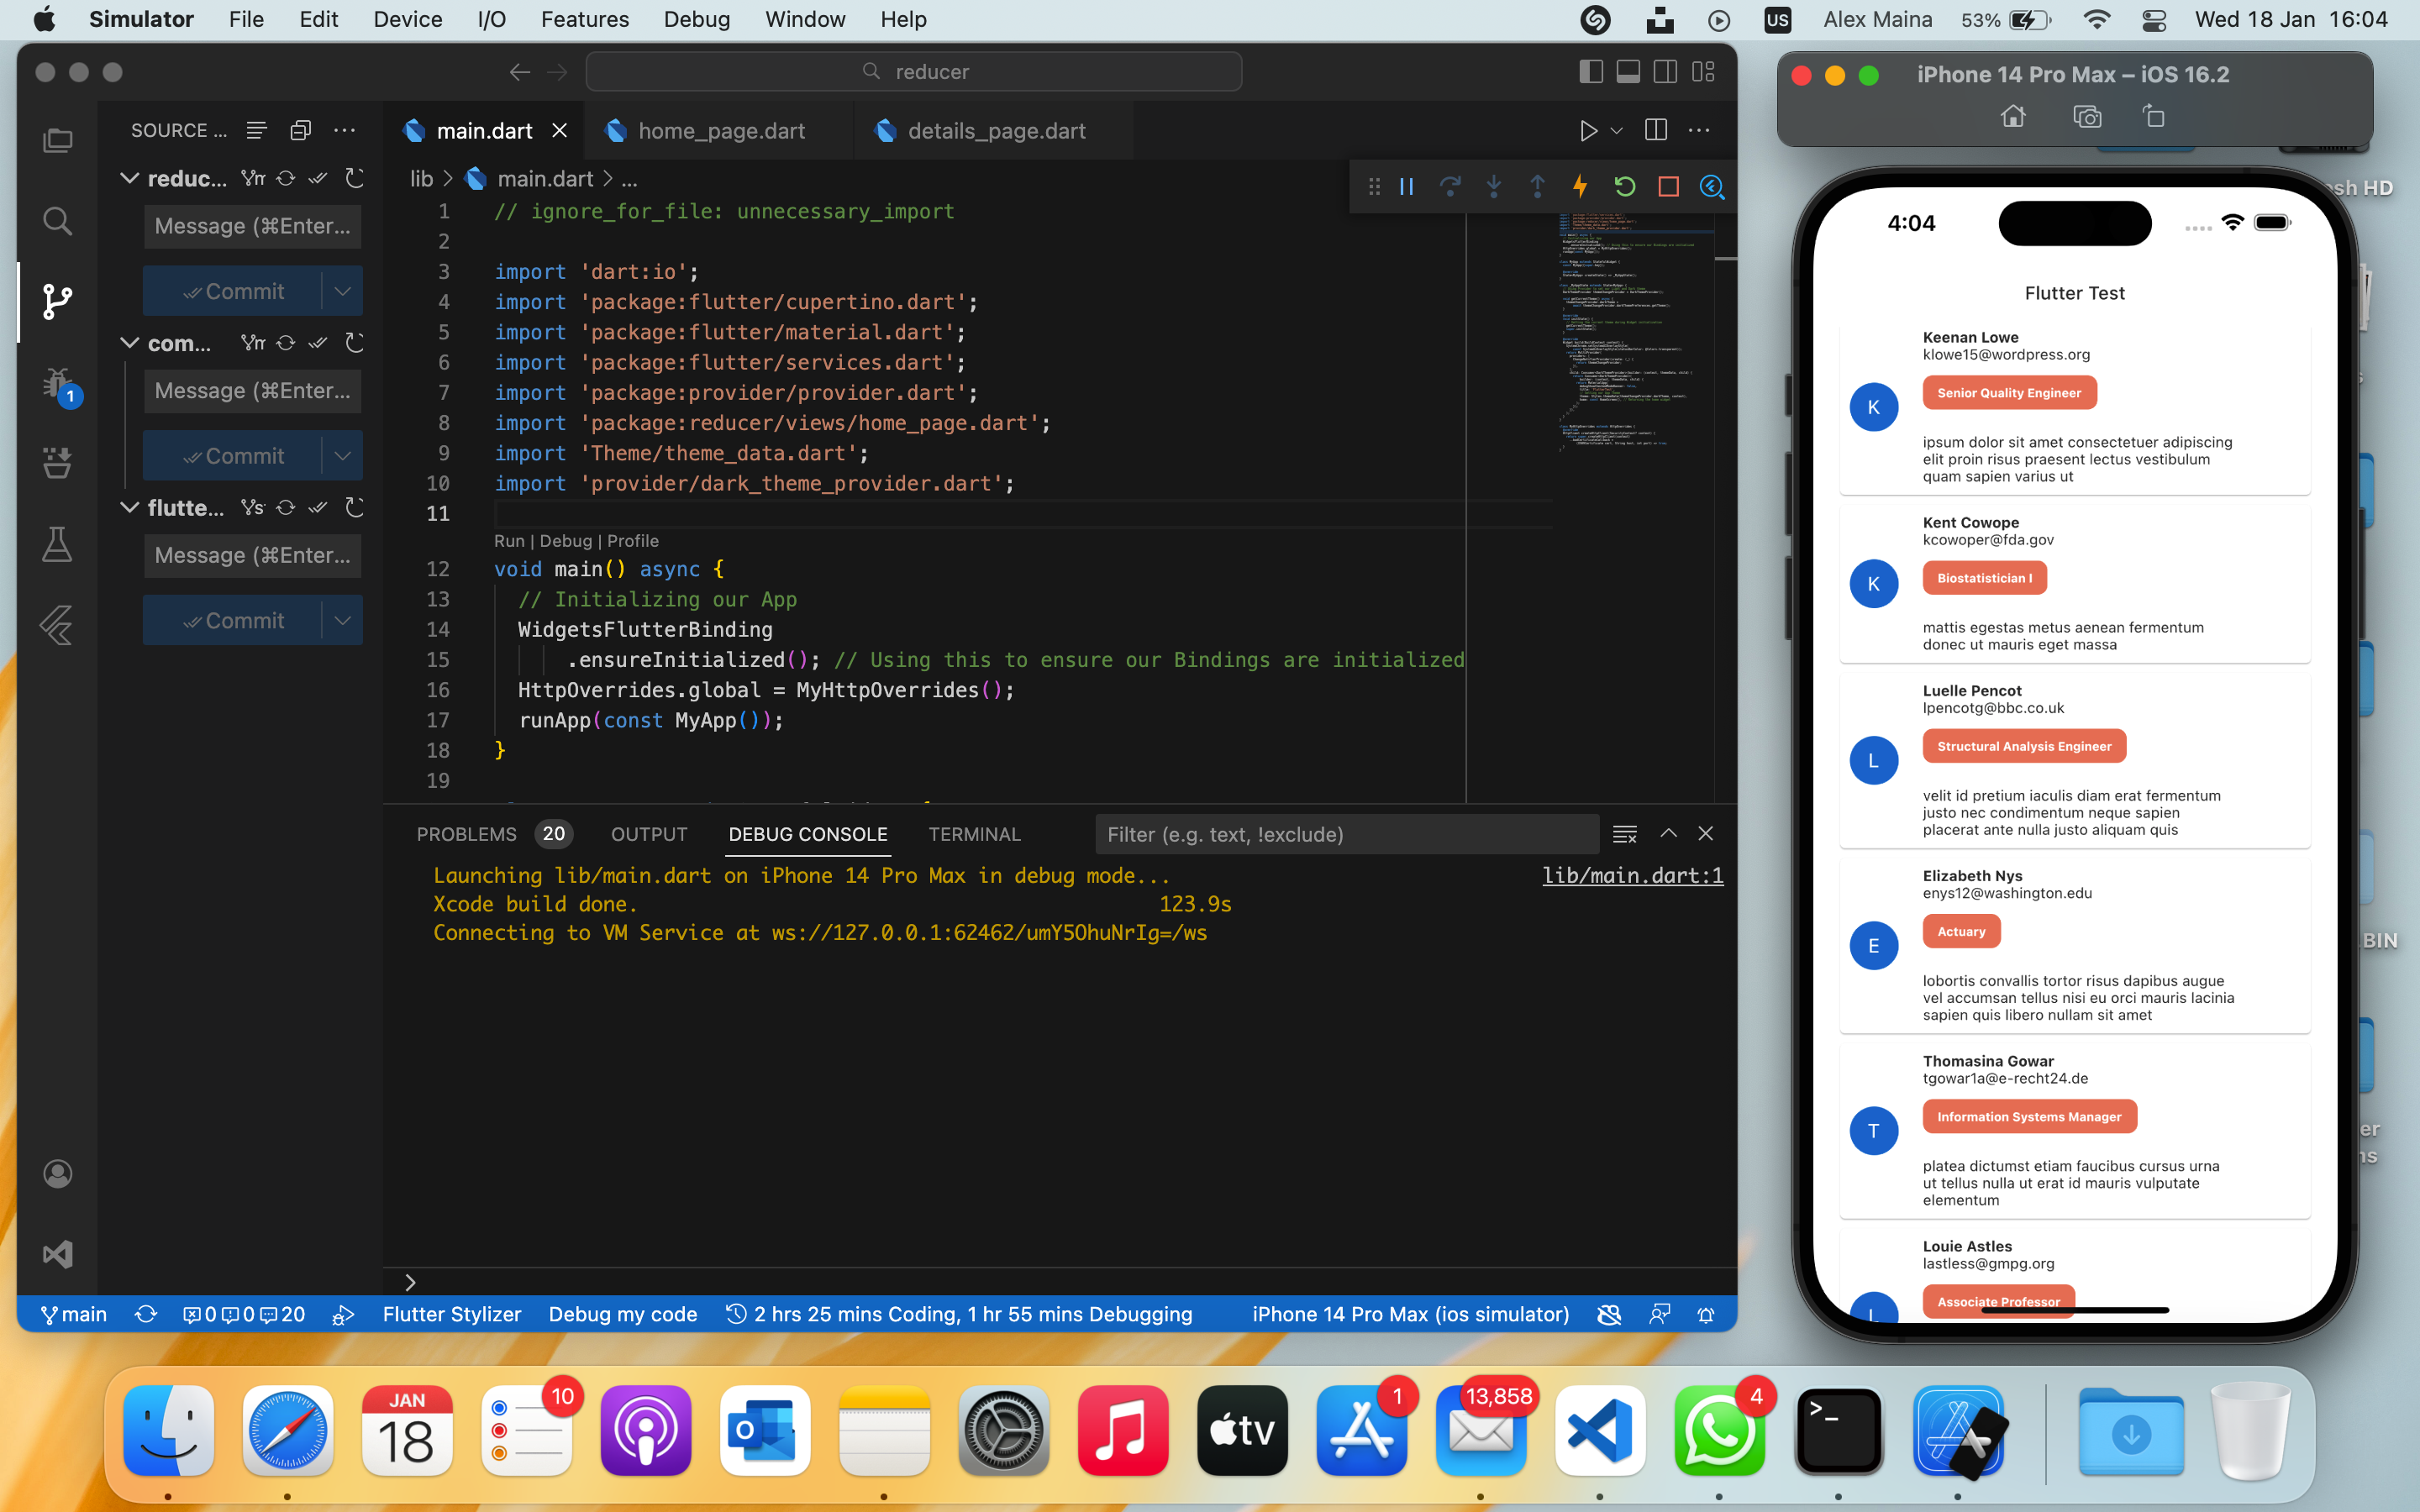 Simulator File Edit Device I/O Features Debug Window Help
US Alex Maina 53% Wed 18 Jan 16:04
reducer
SOURCE ...
main.dart home_page.dart details_page.dart
lib > main.dart > ...
reduc...
Message (⌘Enter...
Commit
com...
Message (⌘Enter...
Commit
flutte...
Message (⌘Enter...
Commit
1
1 // ignore_for_file: unnecessary_import
2
3 import 'dart:io';
4 import 'package:flutter/cupertino.dart';
5 import 'package:flutter/material.dart';
6 import 'package:flutter/services.dart';
7 import 'package:provider/provider.dart';
8 import 'package:reducer/views/home_page.dart';
9 import 'Theme/theme_data.dart';
10 import 'provider/dark_theme_provider.dart';
11
Run | Debug | Profile
12 void main() async {
13 // Initializing our App
14 WidgetsFlutterBinding
15 .ensureInitialized(); // Using this to ensure our Bindings are initialized
16 HttpOverrides.global = MyHttpOverrides();
17 runApp(const MyApp());
18 }
19
PROBLEMS 20 OUTPUT DEBUG CONSOLE TERMINAL Filter (e.g. text, !exclude)
Launching lib/main.dart on iPhone 14 Pro Max in debug mode... lib/main.dart:1
Xcode build done. 123.9s
Connecting to VM Service at ws://127.0.0.1:62462/umY5OhuNrIg=/ws
main 0 0 20 Flutter Stylizer Debug my code 2 hrs 25 mins Coding, 1 hr 55 mins Debugging iPhone 14 Pro Max (ios simulator)
iPhone 14 Pro Max – iOS 16.2
4:04
Flutter Test
Keenan Lowe
klowe15@wordpress.org
K
Senior Quality Engineer
ipsum dolor sit amet consectetuer adipiscing
elit proin risus praesent lectus vestibulum
quam sapien varius ut
Kent Cowope
kcowoper@fda.gov
K
Biostatistician I
mattis egestas metus aenean fermentum
donec ut mauris eget massa
Luelle Pencot
lpencotg@bbc.co.uk
L
Structural Analysis Engineer
velit id pretium iaculis diam erat fermentum
justo nec condimentum neque sapien
placerat ante nulla justo aliquam quis
Elizabeth Nys
enys12@washington.edu
E
Actuary
lobortis convallis tortor risus dapibus augue
vel accumsan tellus nisi eu orci mauris lacinia
sapien quis libero nullam sit amet
Thomasina Gowar
tgowar1a@e-recht24.de
T
Information Systems Manager
platea dictumst etiam faucibus cursus urna
ut tellus nulla ut erat id mauris vulputate
elementum
Louie Astles
lastless@gmpg.org
L
Associate Professor
sh HD
BIN
JAN
18
10
tv
1
13,858
4